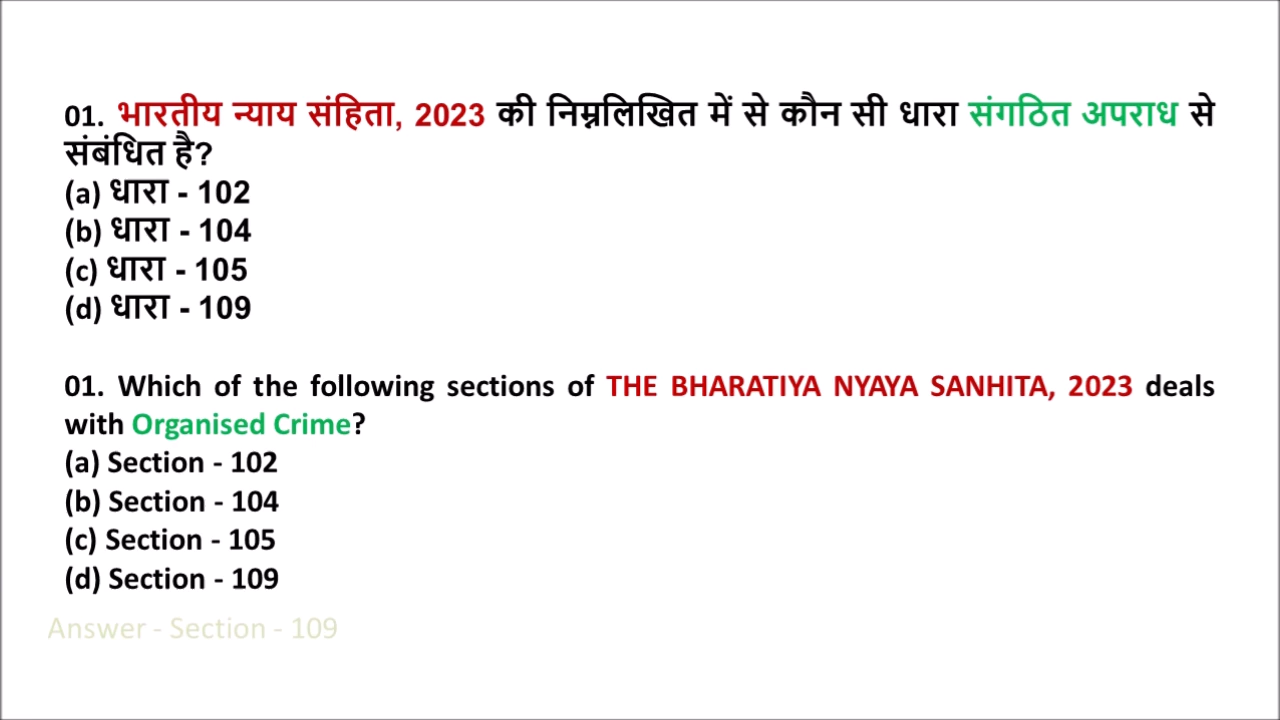 01. भारतीय न्याय संहिता, 2023 की निम्नलिखित में से कौन सी धारा संगठित अपराध से
संबंधित है?
(a) धारा - 102
(b) धारा - 104
(c) धारा - 105
(d) धारा - 109
01. Which of the following sections of THE BHARATIYA NYAYA SANHITA, 2023 deals
with Organised Crime?
(a) Section - 102
(b) Section - 104
(c) Section - 105
(d) Section - 109
Answer - Section - 109